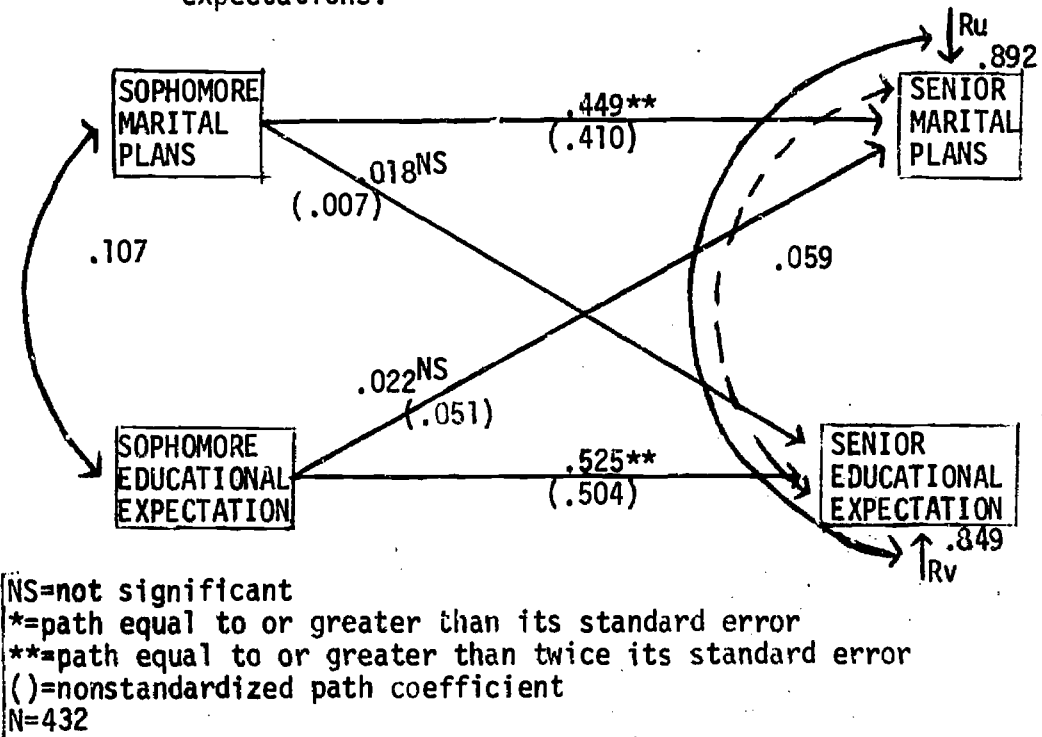 expectations.
Ru
.892
SOPHOMORE
MARITAL
PLANS
.449**
(.410)
SENIOR
MARITAL
PLANS
.018NS
(.007)
.107
.059
.022NS
(.051)
SOPHOMORE
EDUCATIONAL
EXPECTATION
.525**
(.504)
SENIOR
EDUCATIONAL
EXPECTATION
.849
Rv
NS=not significant
*=path equal to or greater than its standard error
**=path equal to or greater than twice its standard error
()=nonstandardized path coefficient
N=432